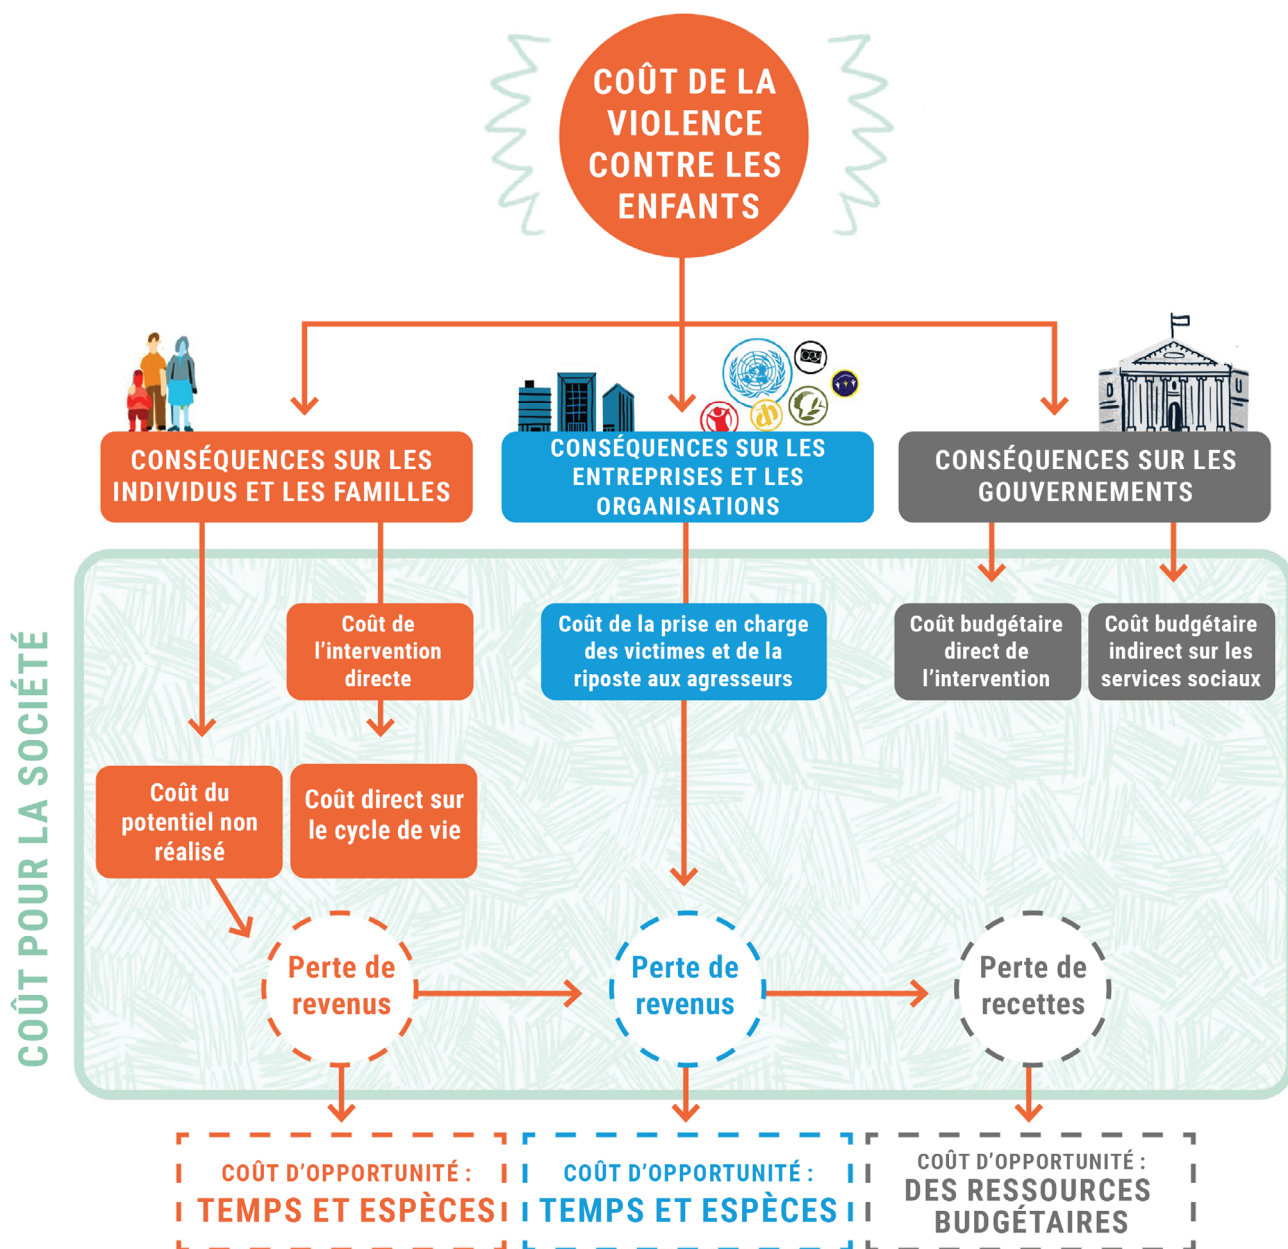 COÛT DE LA
VIOLENCE
CONTRE LES
ENFANTS
CONSÉQUENCES SUR LES
INDIVIDUS ET LES FAMILLES
CONSÉQUENCES SUR LES
ENTREPRISES ET LES
ORGANISATIONS
CONSÉQUENCES SUR LES
GOUVERNEMENTS
COÛT POUR LA SOCIÉTÉ
Coût de
l'intervention
directe
Coût de la prise en charge
des victimes et de la
riposte aux agresseurs
Coût budgétaire
direct de
l'intervention
Coût budgétaire
indirect sur les
services sociaux
Coût du
potentiel non
réalisé
Coût direct sur
le cycle de vie
Perte de
revenus
Perte de
revenus
Perte de
recettes
COÛT D'OPPORTUNITÉ :
TEMPS ET ESPÈCES
COÛT D'OPPORTUNITÉ :
TEMPS ET ESPÈCES
COÛT D'OPPORTUNITÉ :
DES RESSOURCES
BUDGÉTAIRES